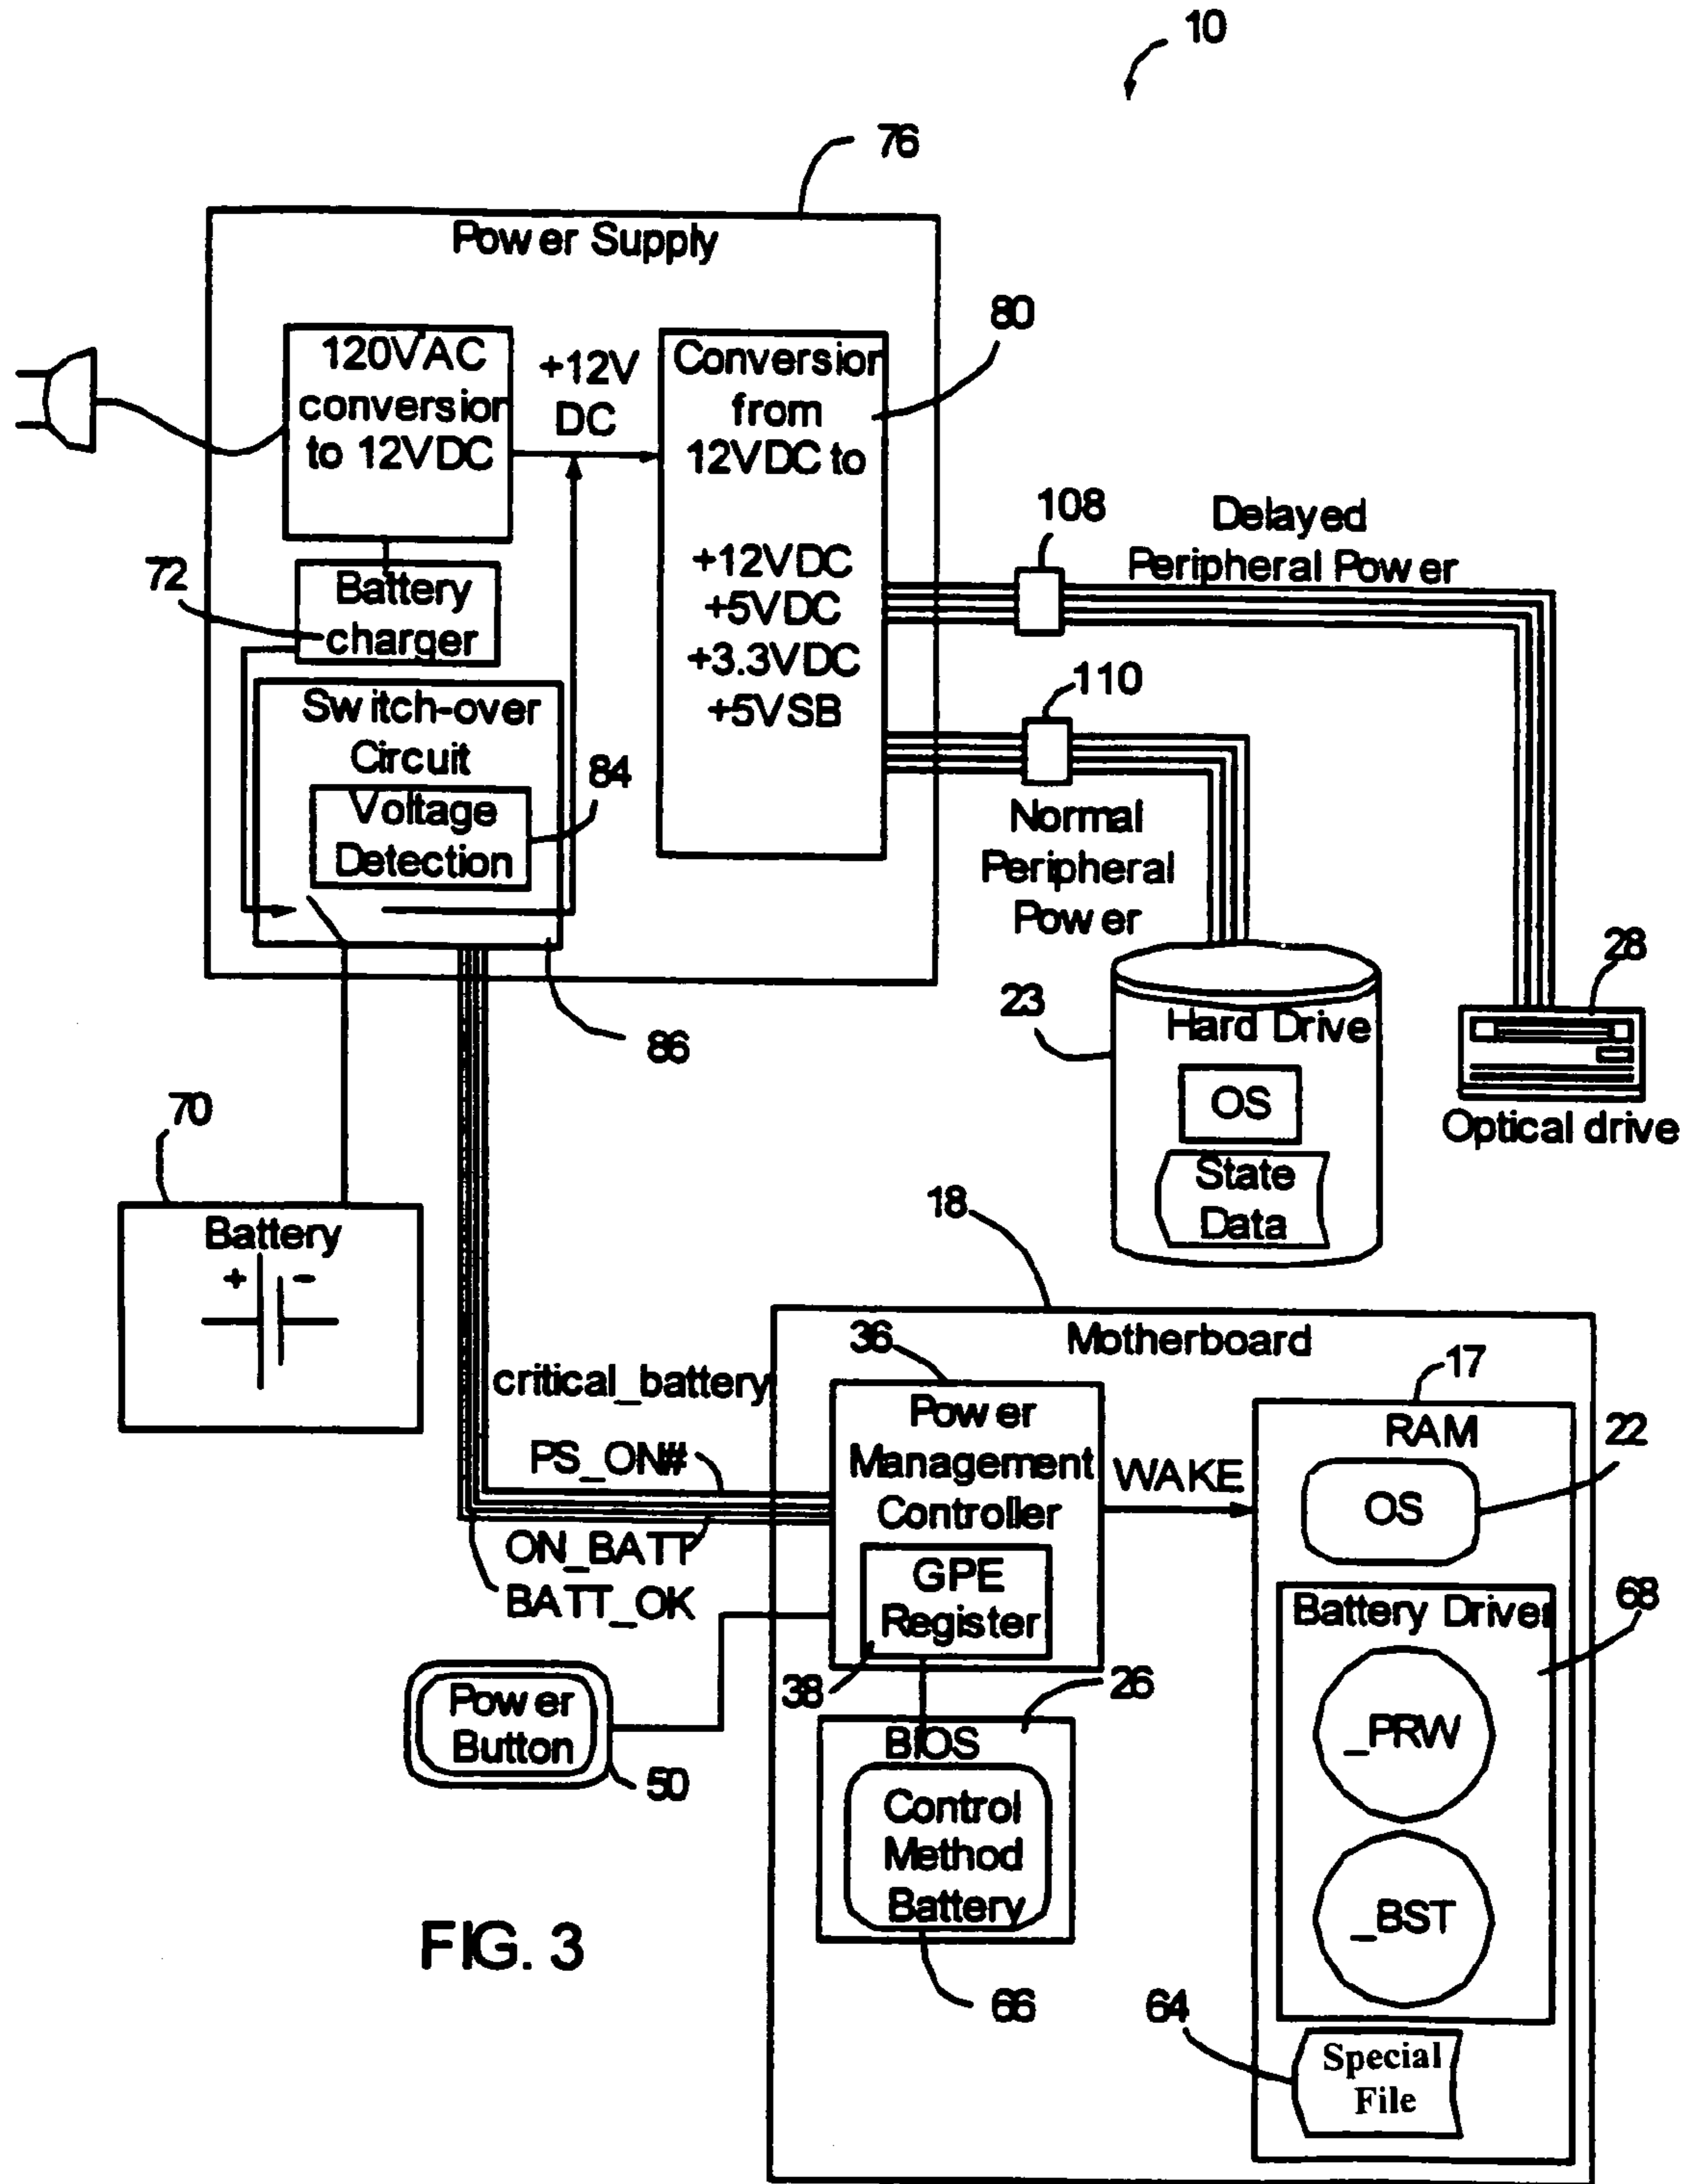 10
76
Power Supply
120VAC
conversion
to 12VDC
+12V
DC
80
Conversion
from
12VDC to
+12VDC
+5VDC
+3.3VDC
+5VSB
72
Battery
charger
Switch-over
Circuit
84
Voltage
Detection
86
108
Delayed
Peripheral Power
110
Normal
Peripheral
Power
23
Hard Drive
OS
State
Data
28
Optical drive
70
Battery
+ -
18
Motherboard
critical_battery
PS_ON#
ON_BATT
BATT_OK
36
Power
Management
Controller
GPE
Register
38
WAKE
17
RAM
22
OS
68
Battery Driver
_PRW
_BST
64
Special
File
Power
Button
50
26
BIOS
Control
Method
Battery
66
FIG. 3